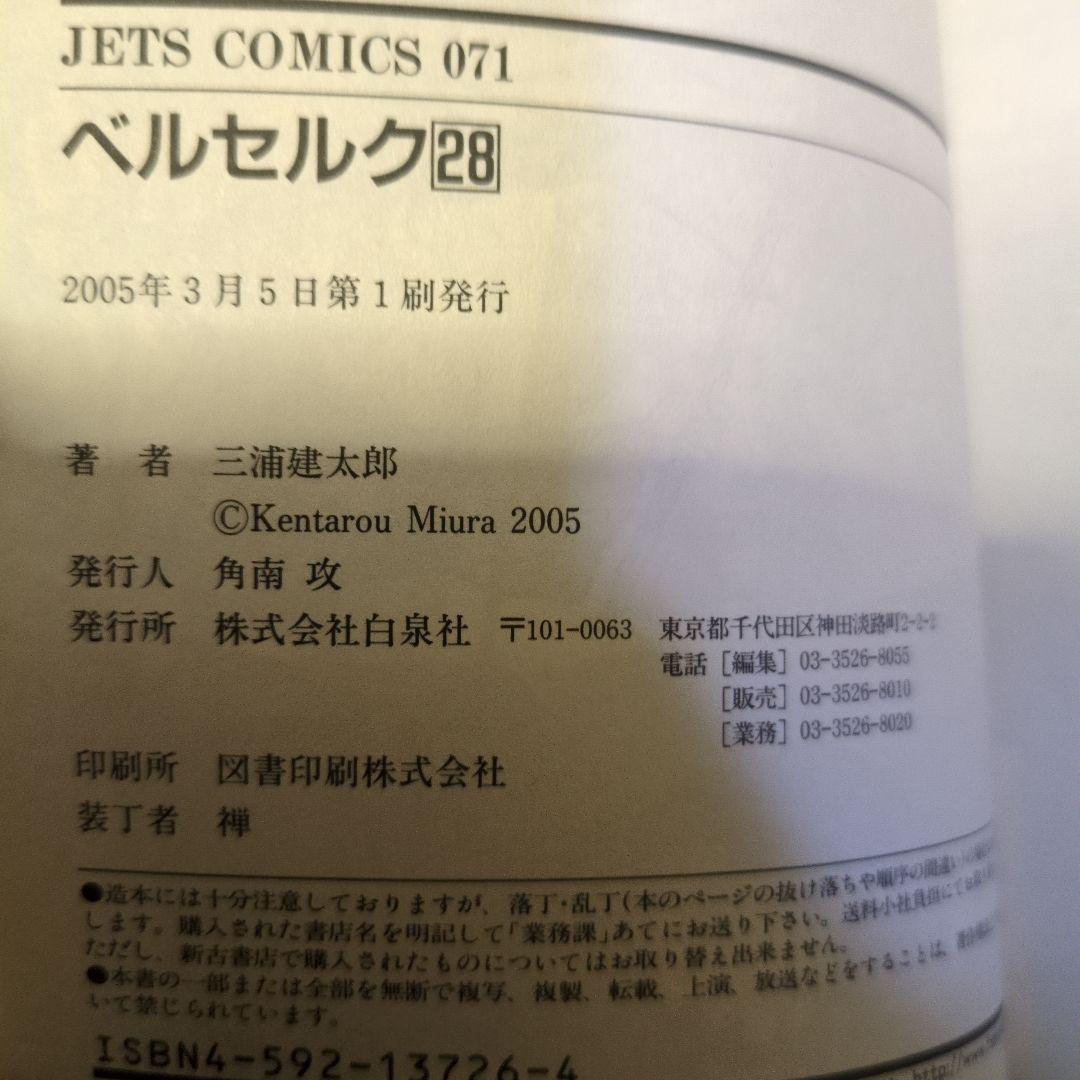 JETS COMICS 071
ベルセルク28
2005年3月5日第1刷発行
著 者 三浦建太郎
©Kentarou Miura 2005
発行人 角南 攻
発行所 株式会社白泉社 〒101-0063 東京都千代田区神田淡路町2-2-2
電話［編集］03-3526-8055
［販売］03-3526-8010
［業務］03-3526-8020
印刷所 図書印刷株式会社
装丁者 禅
●造本には十分注意しておりますが、落丁・乱丁(本のページの抜け落ちや順序の間違い)の
します。購入された書店名を明記して「業務課」あてにお送り下さい。送料小社負担にてお
ただし、新古書店で購入されたものについてはお取り替え出来ません。
●本書の一部または全部を無断で複写、複製、転載、上演、放送などをすることは、
いて禁じられています。
ISBN4-592-13726-4
http://www.